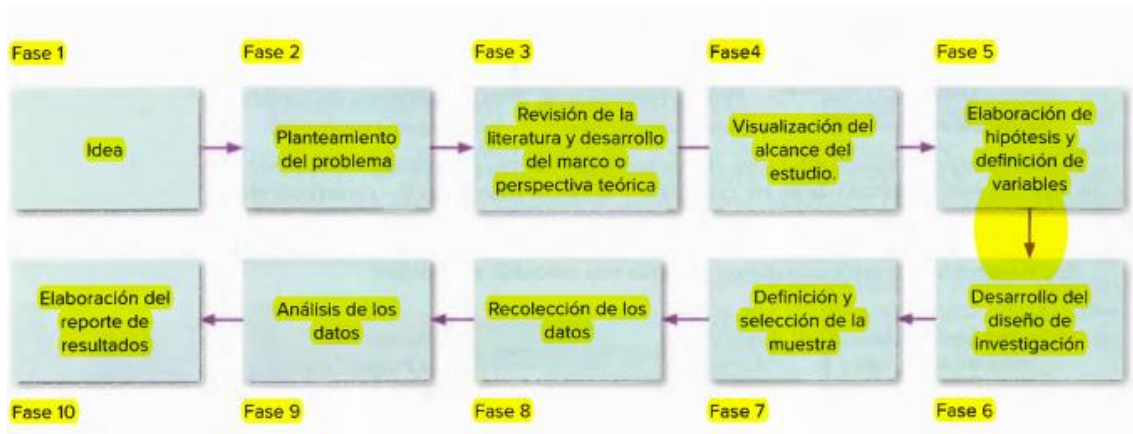 Fase 1
Idea
Fase 2
Planteamiento
del problema
Fase 3
Revisión de la
literatura y desarrollo
del marco o
perspectiva teórica
Fase4
Visualización del
alcance del
estudio.
Fase 5
Elaboración de
hipótesis y
definición de
variables
Desarrollo del
diseño de
investigación
Fase 6
Definición y
selección de la
muestra
Fase 7
Recolección de los
datos
Fase 8
Análisis de los
datos
Fase 9
Elaboración del
reporte de
resultados
Fase 10